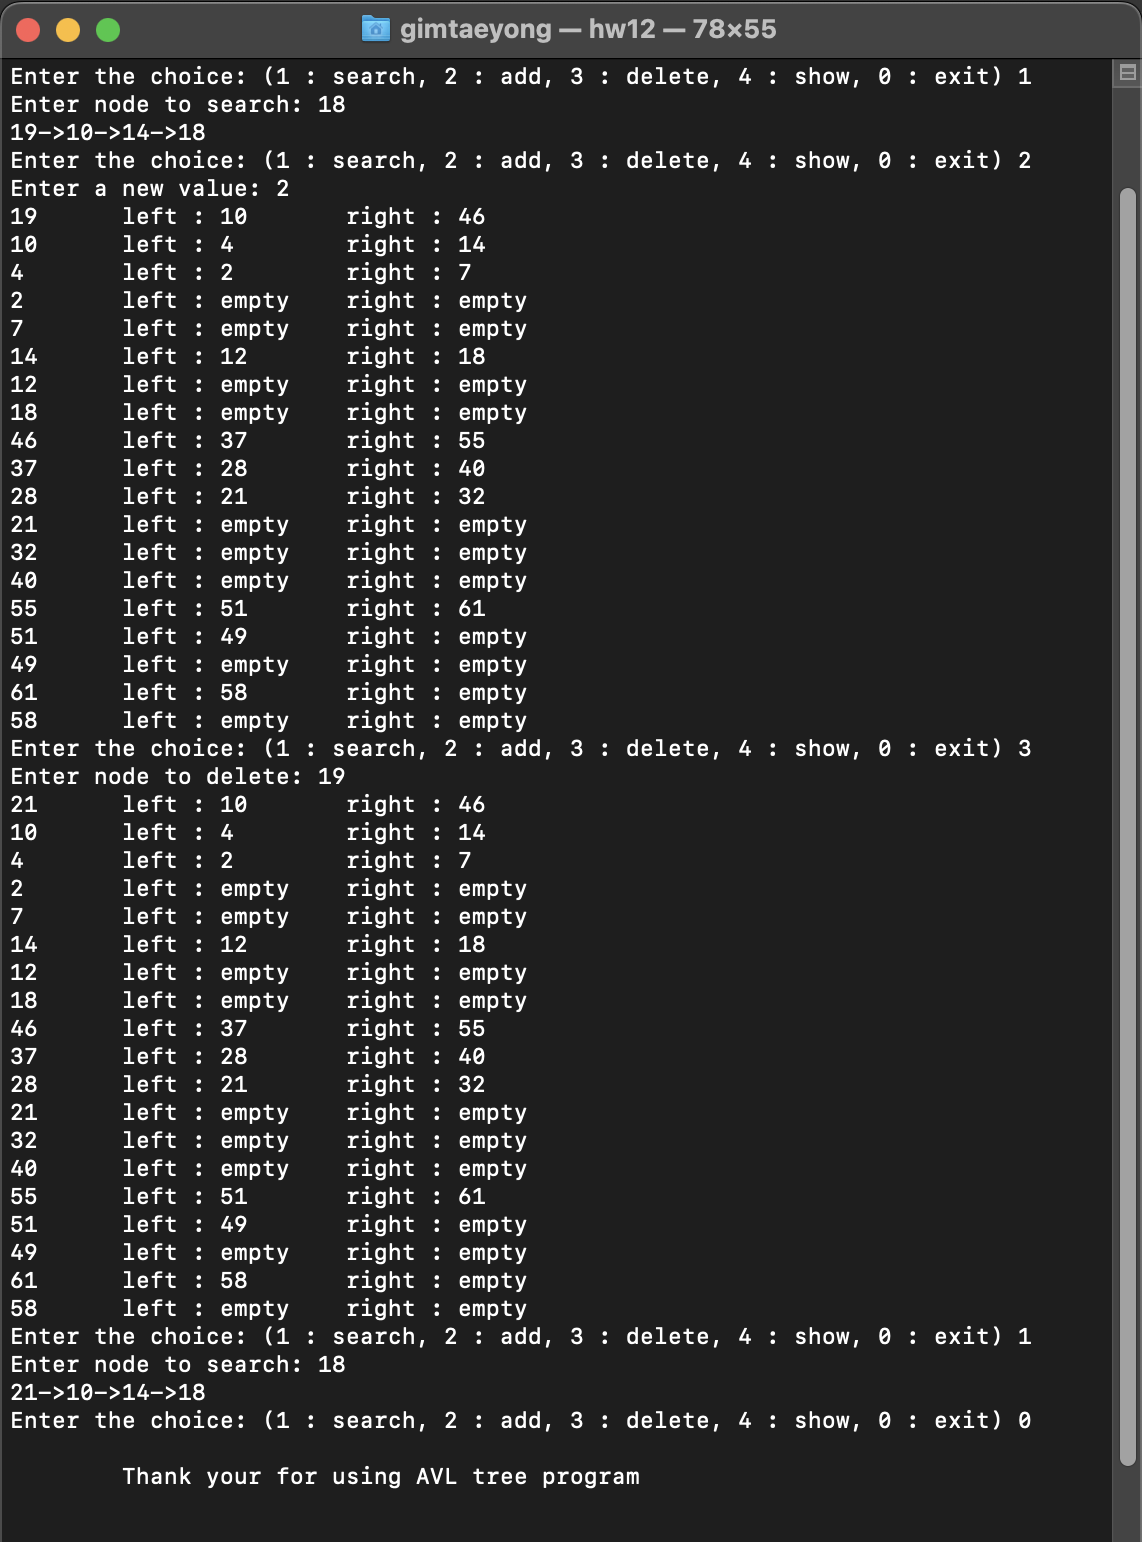 gimtaeyong — hw12 — 78×55
Enter the choice: (1 : search, 2 : add, 3 : delete, 4 : show, 0 : exit) 1
Enter node to search: 18
19->10->14->18
Enter the choice: (1 : search, 2 : add, 3 : delete, 4 : show, 0 : exit) 2
Enter a new value: 2
19      left : 10       right : 46
10      left : 4        right : 14
4       left : 2        right : 7
2       left : empty    right : empty
7       left : empty    right : empty
14      left : 12       right : 18
12      left : empty    right : empty
18      left : empty    right : empty
46      left : 37       right : 55
37      left : 28       right : 40
28      left : 21       right : 32
21      left : empty    right : empty
32      left : empty    right : empty
40      left : empty    right : empty
55      left : 51       right : 61
51      left : 49       right : empty
49      left : empty    right : empty
61      left : 58       right : empty
58      left : empty    right : empty
Enter the choice: (1 : search, 2 : add, 3 : delete, 4 : show, 0 : exit) 3
Enter node to delete: 19
21      left : 10       right : 46
10      left : 4        right : 14
4       left : 2        right : 7
2       left : empty    right : empty
7       left : empty    right : empty
14      left : 12       right : 18
12      left : empty    right : empty
18      left : empty    right : empty
46      left : 37       right : 55
37      left : 28       right : 40
28      left : 21       right : 32
21      left : empty    right : empty
32      left : empty    right : empty
40      left : empty    right : empty
55      left : 51       right : 61
51      left : 49       right : empty
49      left : empty    right : empty
61      left : 58       right : empty
58      left : empty    right : empty
Enter the choice: (1 : search, 2 : add, 3 : delete, 4 : show, 0 : exit) 1
Enter node to search: 18
21->10->14->18
Enter the choice: (1 : search, 2 : add, 3 : delete, 4 : show, 0 : exit) 0
Thank your for using AVL tree program